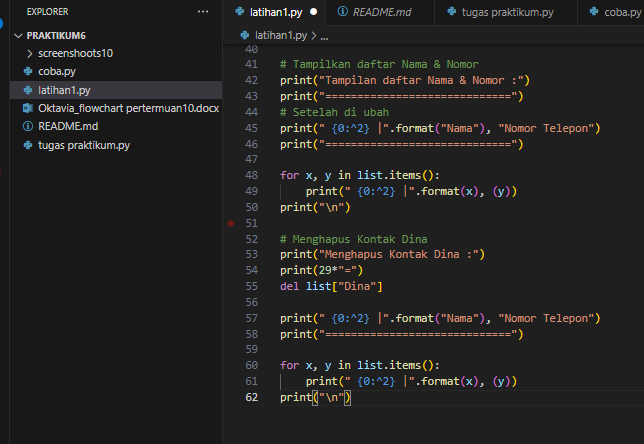 EXPLORER ...
PRAKTIKUM6
screenshoots10
coba.py
latihan1.py
Oktavia_flowchart pertermuan10.docx
README.md
tugas praktikum.py
latihan1.py README.md tugas praktikum.py coba.py
latihan1.py > ...
40
41 # Tampilkan daftar Nama & Nomor
42 print("Tampilan daftar Nama & Nomor :")
43 print("=============================")
44 # Setelah di ubah
45 print(" {0:^2} |".format("Nama"), "Nomor Telepon")
46 print("=============================")
47
48 for x, y in list.items():
49 print(" {0:^2} |".format(x), (y))
50 print("\n")
51
52 # Menghapus Kontak Dina
53 print("Menghapus Kontak Dina :")
54 print(29*"=")
55 del list["Dina"]
56
57 print(" {0:^2} |".format("Nama"), "Nomor Telepon")
58 print("=============================")
59
60 for x, y in list.items():
61 print(" {0:^2} |".format(x), (y))
62 print("\n")